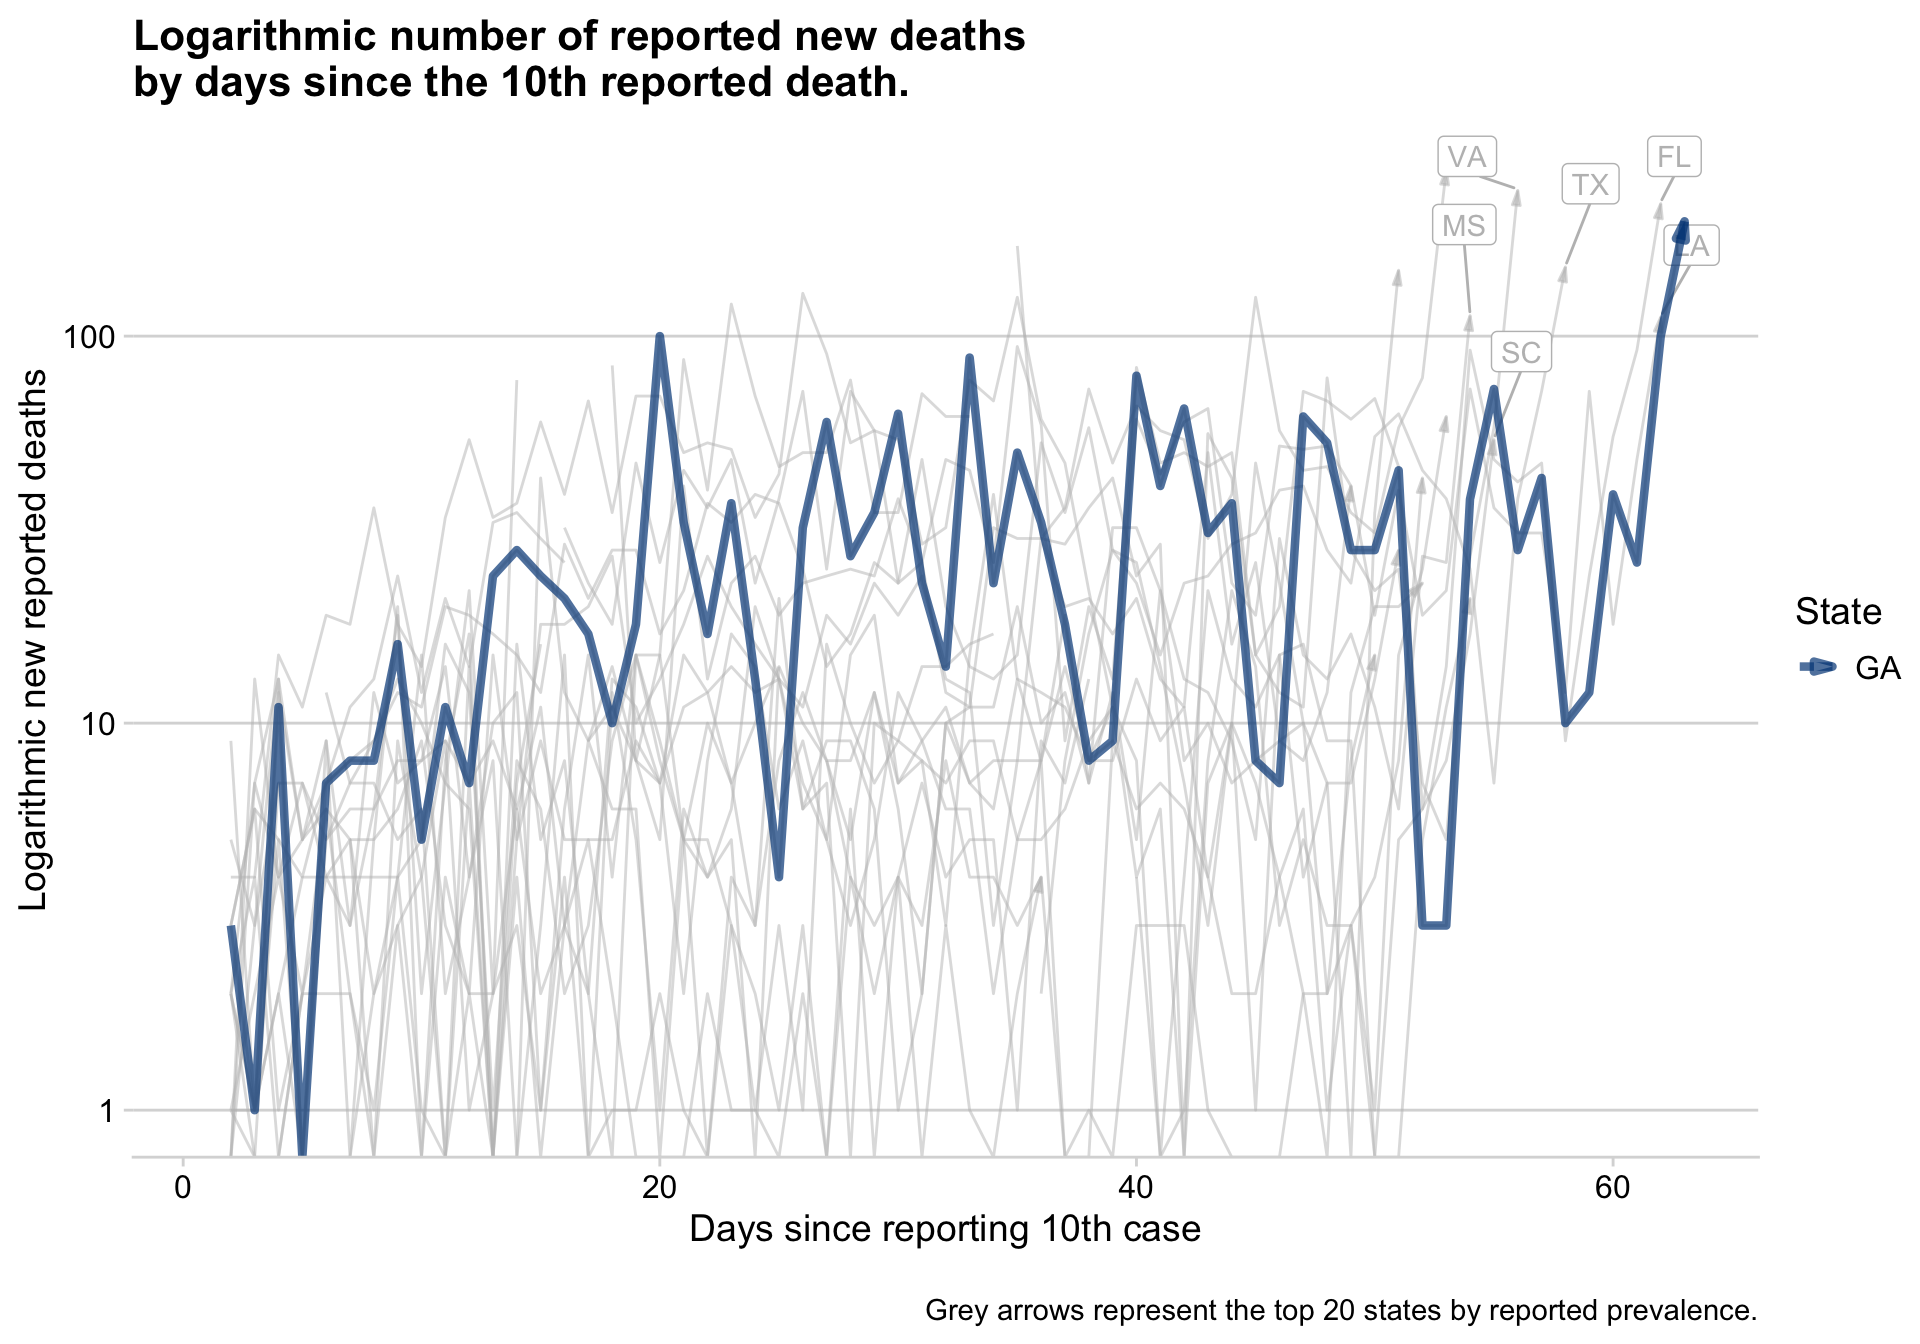 Logarithmic number of reported new deaths
by days since the 10th reported death.
VA
FL
TX
MS
LA
SC
100
10
1
Logarithmic new reported deaths
State
GA
0
20
40
60
Days since reporting 10th case
Grey arrows represent the top 20 states by reported prevalence.